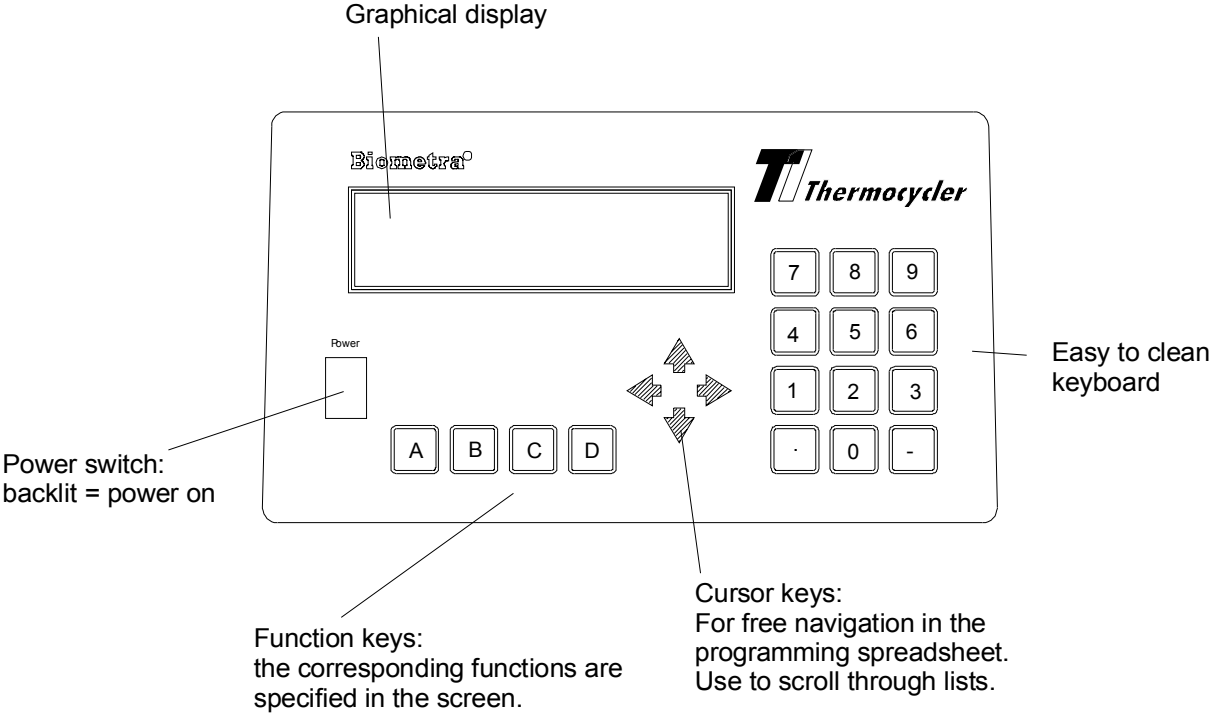 Graphical display
Biometra®
T1 Thermocycler
7 8 9
4 5 6
1 2 3
. 0 -
Easy to clean
keyboard
Power
A B C D
Power switch:
backlit = power on
Cursor keys:
For free navigation in the
programming spreadsheet.
Use to scroll through lists.
Function keys:
the corresponding functions are
specified in the screen.